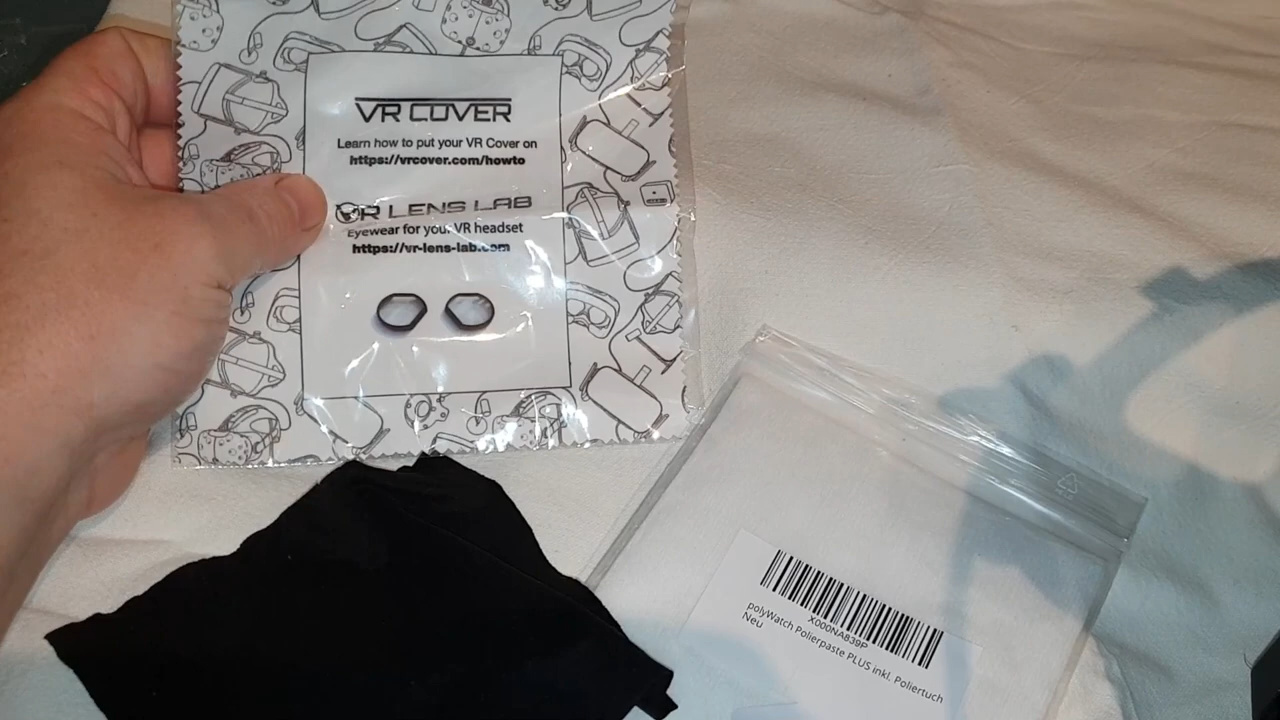 VR COVER
Learn how to put your VR Cover on
https://vrcover.com/howto
VR LENS LAB
Eyewear for your VR headset
https://vr-lens-lab.com
X000NA839P
polyWatch Polierpaste PLUS inkl. Poliertuch
Neu